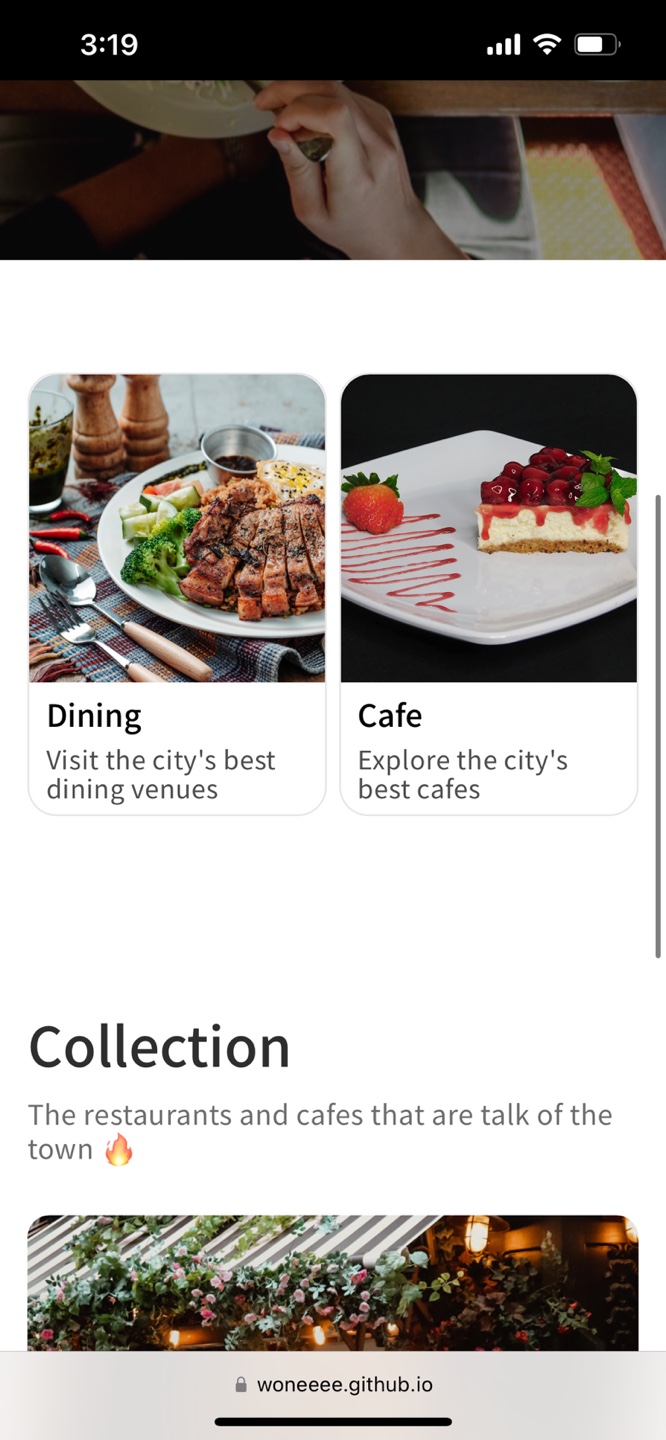 3:19
Dining
Visit the city's best
dining venues
Cafe
Explore the city's
best cafes
Collection
The restaurants and cafes that are talk of the
town 🔥
woneeee.github.io